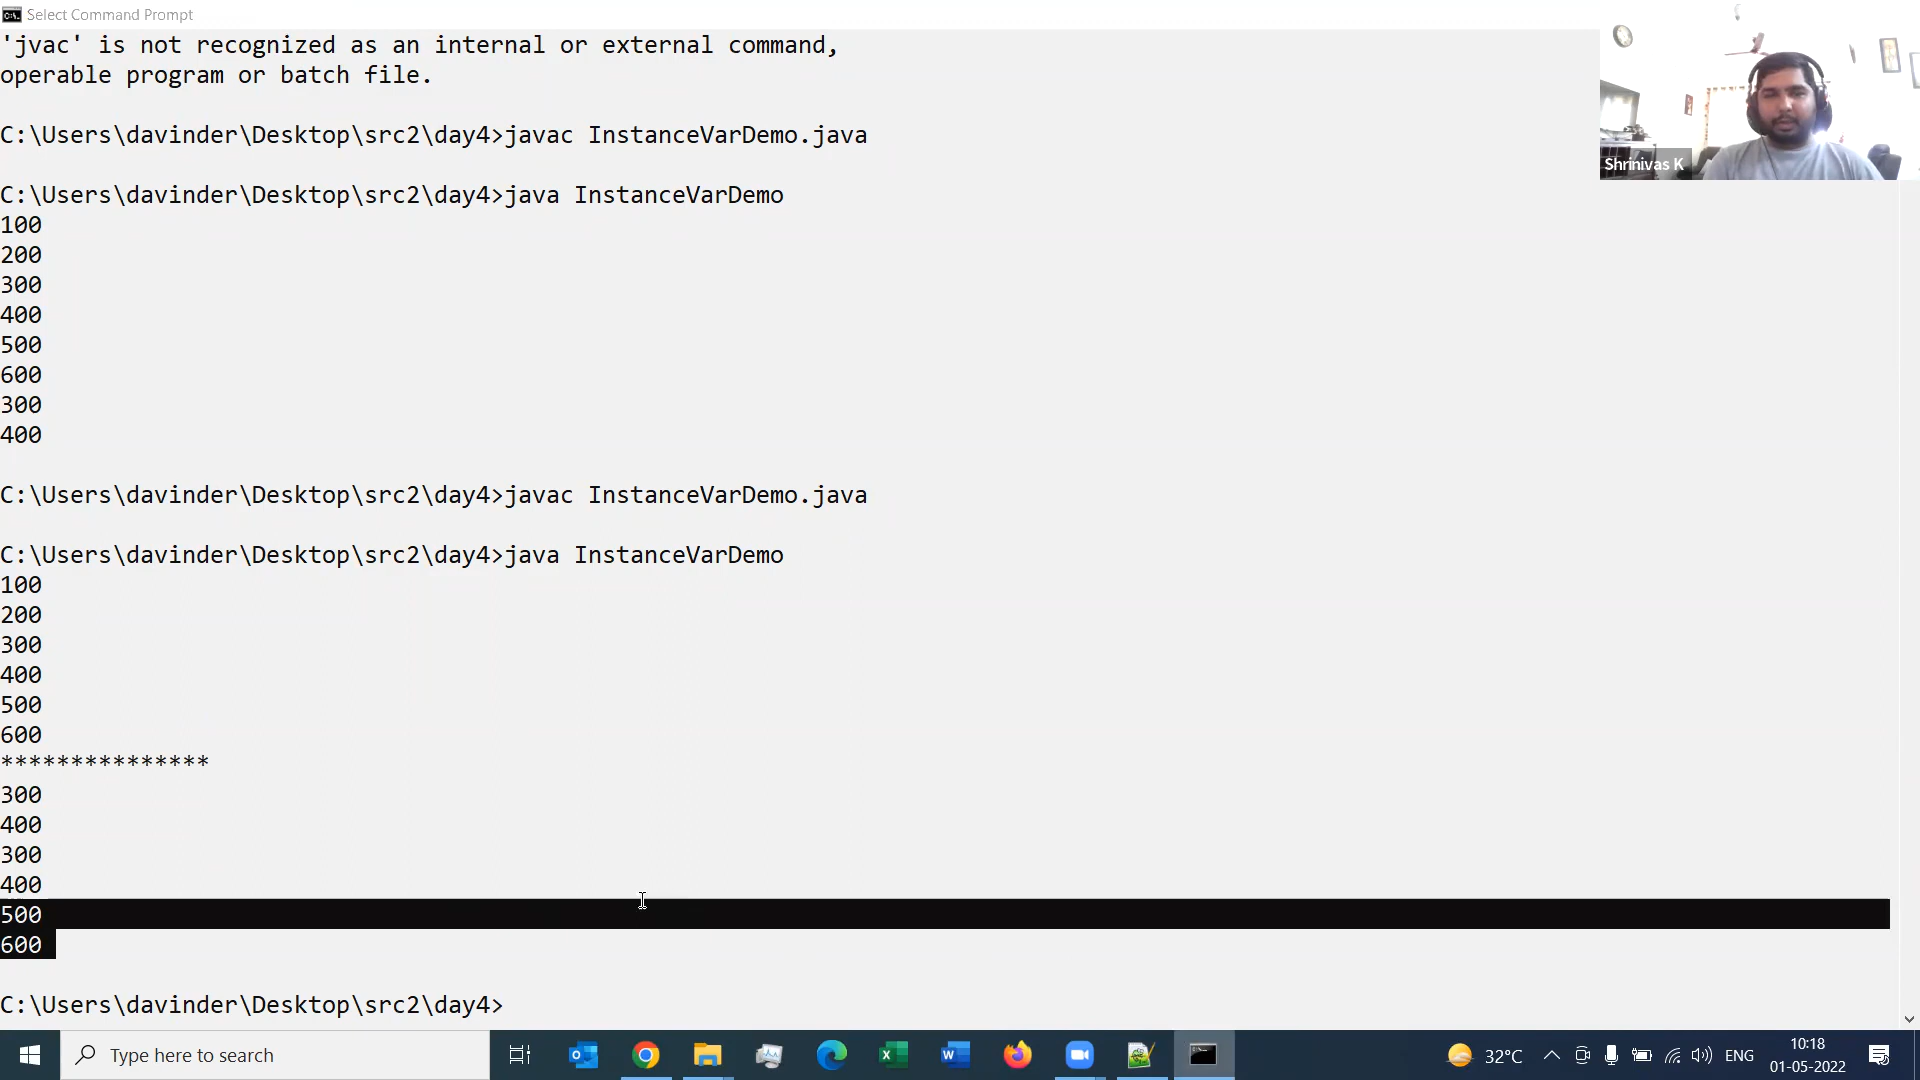 Select Command Prompt
'jvac' is not recognized as an internal or external command,
operable program or batch file.
C:\Users\davinder\Desktop\src2\day4>javac InstanceVarDemo.java
C:\Users\davinder\Desktop\src2\day4>java InstanceVarDemo
100
200
300
400
500
600
300
400
C:\Users\davinder\Desktop\src2\day4>javac InstanceVarDemo.java
C:\Users\davinder\Desktop\src2\day4>java InstanceVarDemo
100
200
300
400
500
600
***************
300
400
300
400
500
600
C:\Users\davinder\Desktop\src2\day4>
Shrinivas K
Type here to search
32°C
ENG
10:18
01-05-2022